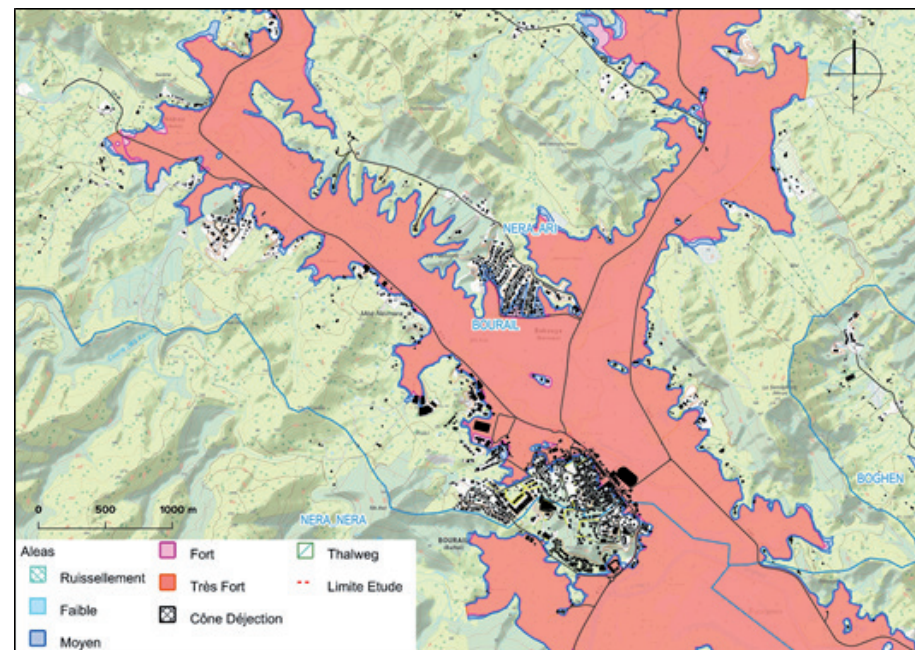 NERA, ARI
BOURAIL
BOGHEN
NERA, NERA
BOURAIL
0 500 1000 m
Aleas
Ruissellement
Faible
Moyen
Fort
Très Fort
Cône Déjection
Thalweg
Limite Etude